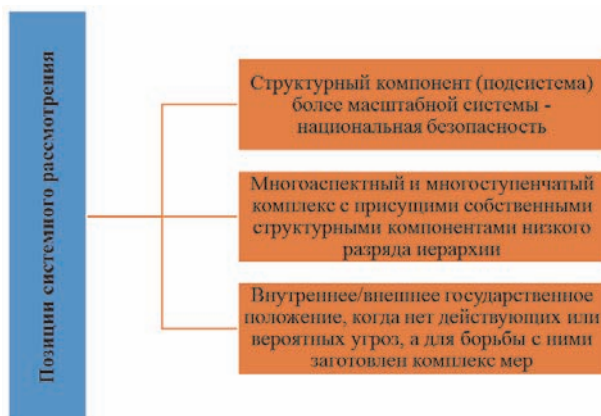 Позиции системного рассмотрения
Структурный компонент (подсистема)
более масштабной системы -
национальная безопасность
Многоаспектный и многоступенчатый
комплекс с присущими собственными
структурными компонентами низкого
разряда иерархии
Внутреннее/внешнее государственное
положение, когда нет действующих или
вероятных угроз, а для борьбы с ними
заготовлен комплекс мер